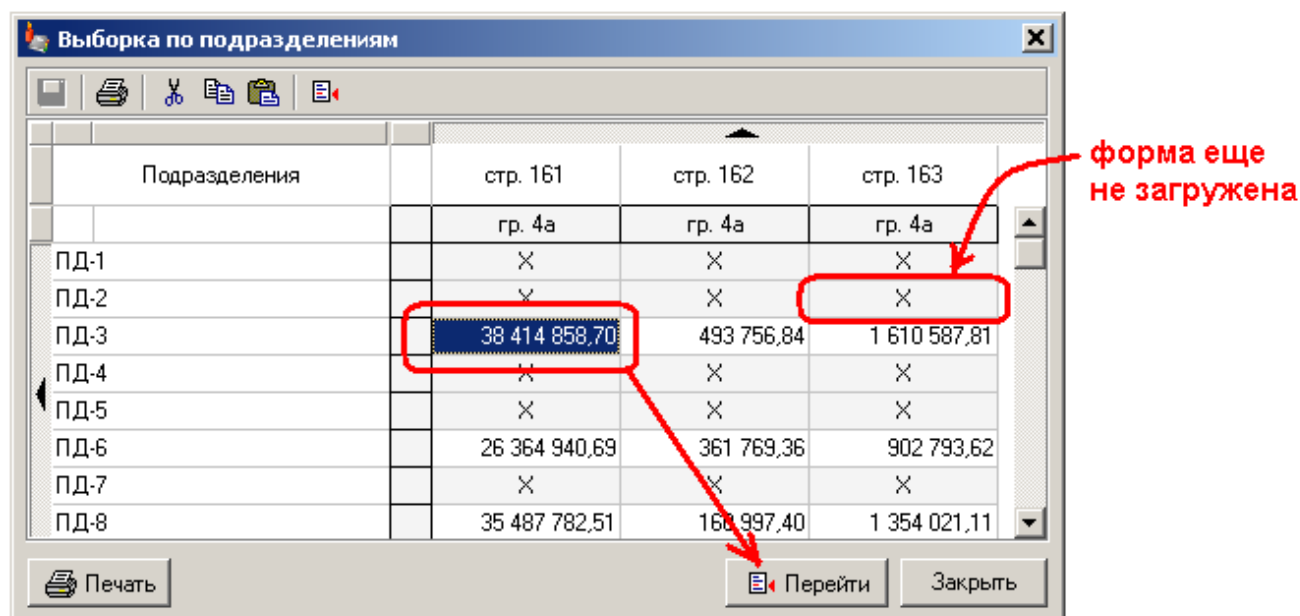 Выборка по подразделениям
Подразделения стр. 161 стр. 162 стр. 163
гр. 4а гр. 4а гр. 4а
форма еще
не загружена
ПД-1 X X X
ПД-2 X X X
ПД-3 38 414 858,70 493 756,84 1 610 587,81
ПД-4 X X X
ПД-5 X X X
ПД-6 26 364 940,69 361 769,36 902 793,62
ПД-7 X X X
ПД-8 35 487 782,51 160 997,40 1 354 021,11
Печать Перейти Закрыть